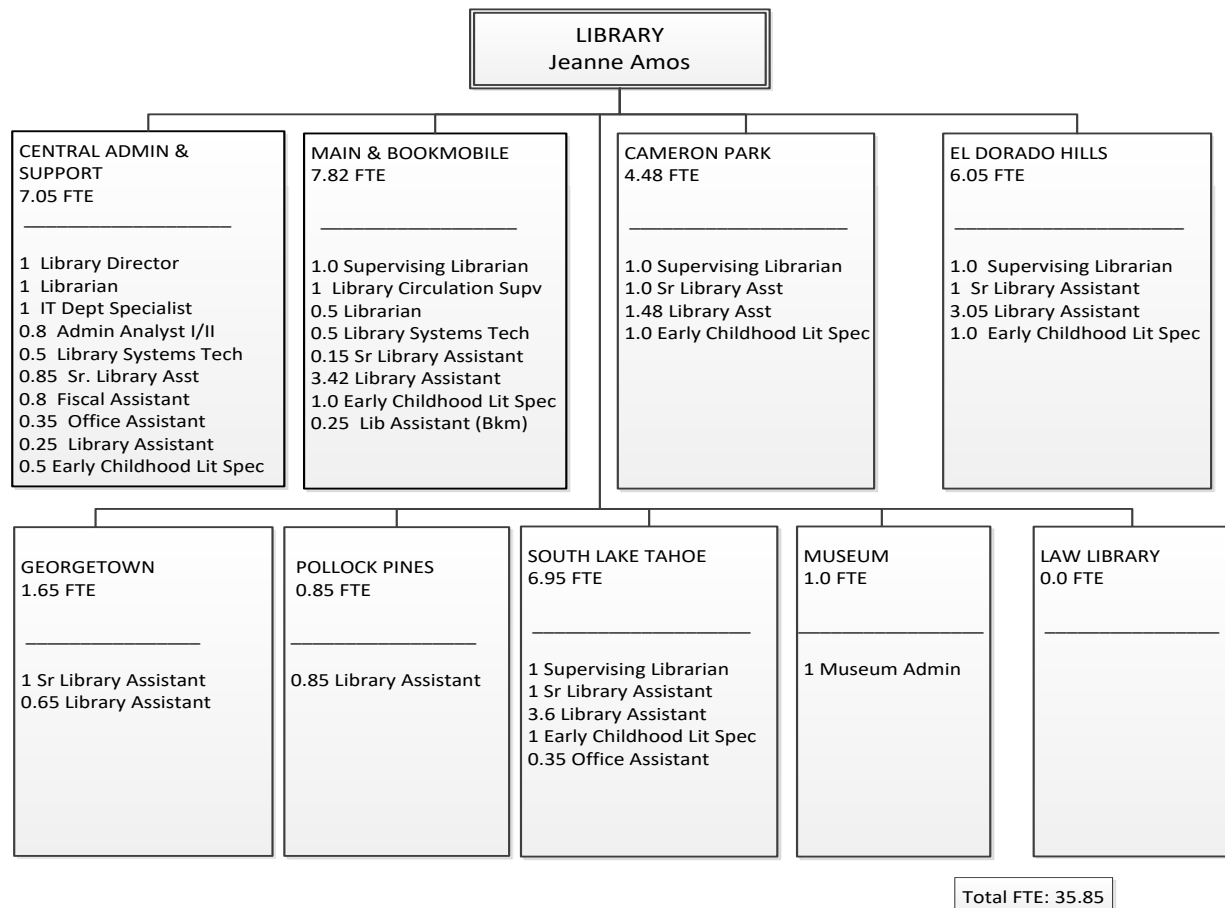 LIBRARY
Jeanne Amos
CENTRAL ADMIN &
SUPPORT
7.05 FTE
1 Library Director
1 Librarian
1 IT Dept Specialist
0.8 Admin Analyst I/II
0.5 Library Systems Tech
0.85 Sr. Library Asst
0.8 Fiscal Assistant
0.35 Office Assistant
0.25 Library Assistant
0.5 Early Childhood Lit Spec
MAIN & BOOKMOBILE
7.82 FTE
1.0 Supervising Librarian
1 Library Circulation Supv
0.5 Librarian
0.5 Library Systems Tech
0.15 Sr Library Assistant
3.42 Library Assistant
1.0 Early Childhood Lit Spec
0.25 Lib Assistant (Bkm)
CAMERON PARK
4.48 FTE
1.0 Supervising Librarian
1.0 Sr Library Asst
1.48 Library Asst
1.0 Early Childhood Lit Spec
EL DORADO HILLS
6.05 FTE
1.0 Supervising Librarian
1 Sr Library Assistant
3.05 Library Assistant
1.0 Early Childhood Lit Spec
GEORGETOWN
1.65 FTE
1 Sr Library Assistant
0.65 Library Assistant
POLLOCK PINES
0.85 FTE
0.85 Library Assistant
SOUTH LAKE TAHOE
6.95 FTE
1 Supervising Librarian
1 Sr Library Assistant
3.6 Library Assistant
1 Early Childhood Lit Spec
0.35 Office Assistant
MUSEUM
1.0 FTE
1 Museum Admin
LAW LIBRARY
0.0 FTE
Total FTE: 35.85